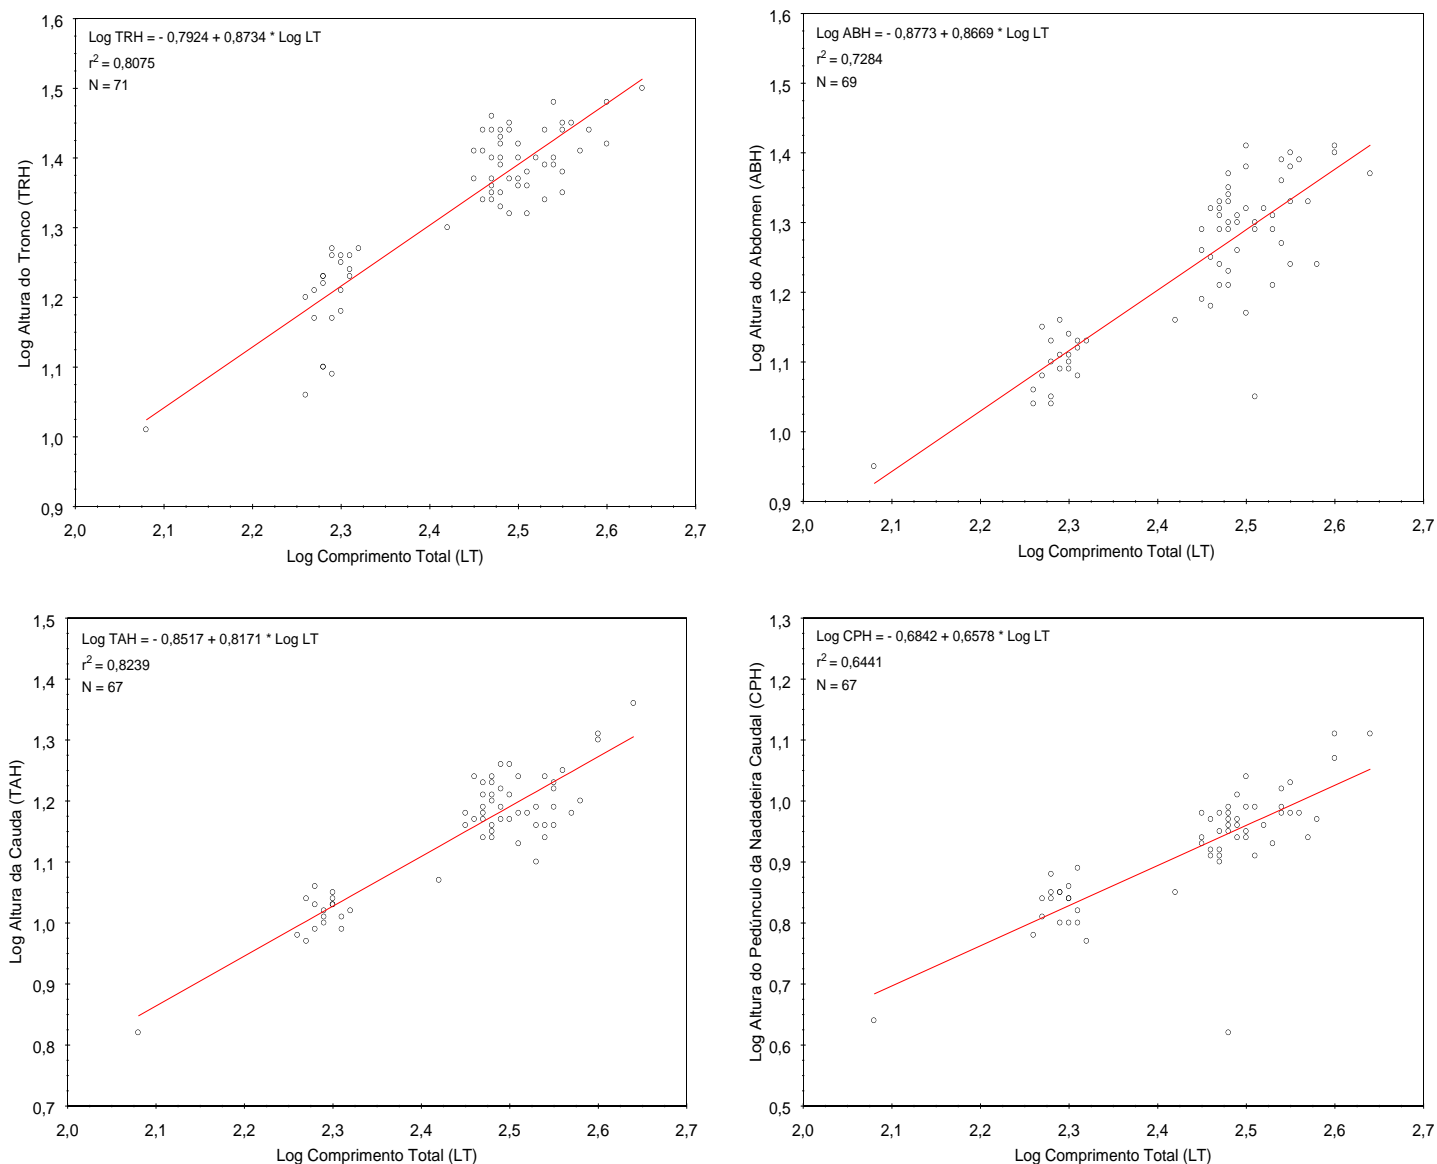 Log TRH = - 0,7924 + 0,8734 * Log LT
r² = 0,8075
N = 71
1,6
1,5
1,4
1,3
1,2
1,1
1,0
0,9
Log Altura do Tronco (TRH)
2,0 2,1 2,2 2,3 2,4 2,5 2,6 2,7
Log Comprimento Total (LT)
Log ABH = - 0,8773 + 0,8669 * Log LT
r² = 0,7284
N = 69
1,6
1,5
1,4
1,3
1,2
1,1
1,0
0,9
Log Altura do Abdomen (ABH)
2,0 2,1 2,2 2,3 2,4 2,5 2,6 2,7
Log Comprimento Total (LT)
Log TAH = - 0,8517 + 0,8171 * Log LT
r² = 0,8239
N = 67
1,5
1,4
1,3
1,2
1,1
1,0
0,9
0,8
0,7
Log Altura da Cauda (TAH)
2,0 2,1 2,2 2,3 2,4 2,5 2,6 2,7
Log Comprimento Total (LT)
Log CPH = - 0,6842 + 0,6578 * Log LT
r² = 0,6441
N = 67
1,3
1,2
1,1
1,0
0,9
0,8
0,7
0,6
0,5
Log Altura do Pedúnculo da Nadadeira Caudal (CPH)
2,0 2,1 2,2 2,3 2,4 2,5 2,6 2,7
Log Comprimento Total (LT)